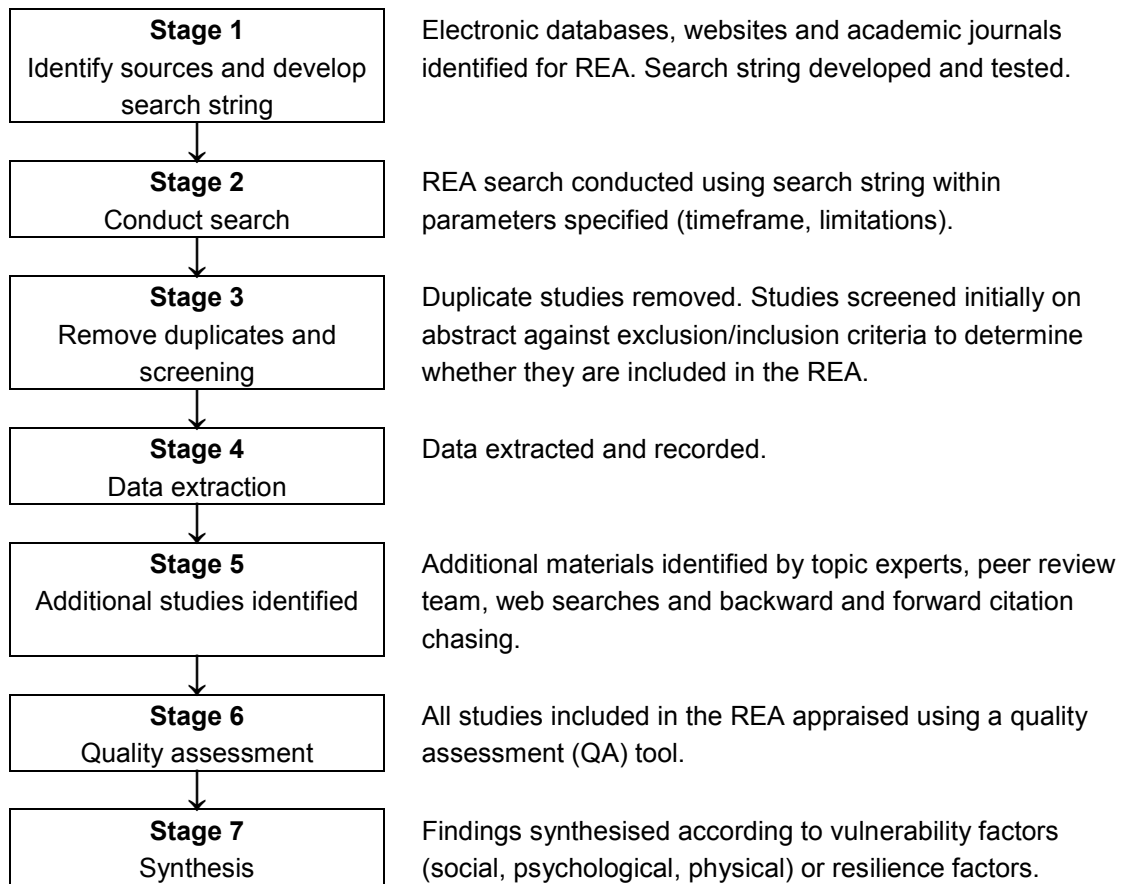 Stage 1
Identify sources and develop
search string
Electronic databases, websites and academic journals
identified for REA. Search string developed and tested.
Stage 2
Conduct search
REA search conducted using search string within
parameters specified (timeframe, limitations).
Stage 3
Remove duplicates and
screening
Duplicate studies removed. Studies screened initially on
abstract against exclusion/inclusion criteria to determine
whether they are included in the REA.
Stage 4
Data extraction
Data extracted and recorded.
Stage 5
Additional studies identified
Additional materials identified by topic experts, peer review
team, web searches and backward and forward citation
chasing.
Stage 6
Quality assessment
All studies included in the REA appraised using a quality
assessment (QA) tool.
Stage 7
Synthesis
Findings synthesised according to vulnerability factors
(social, psychological, physical) or resilience factors.